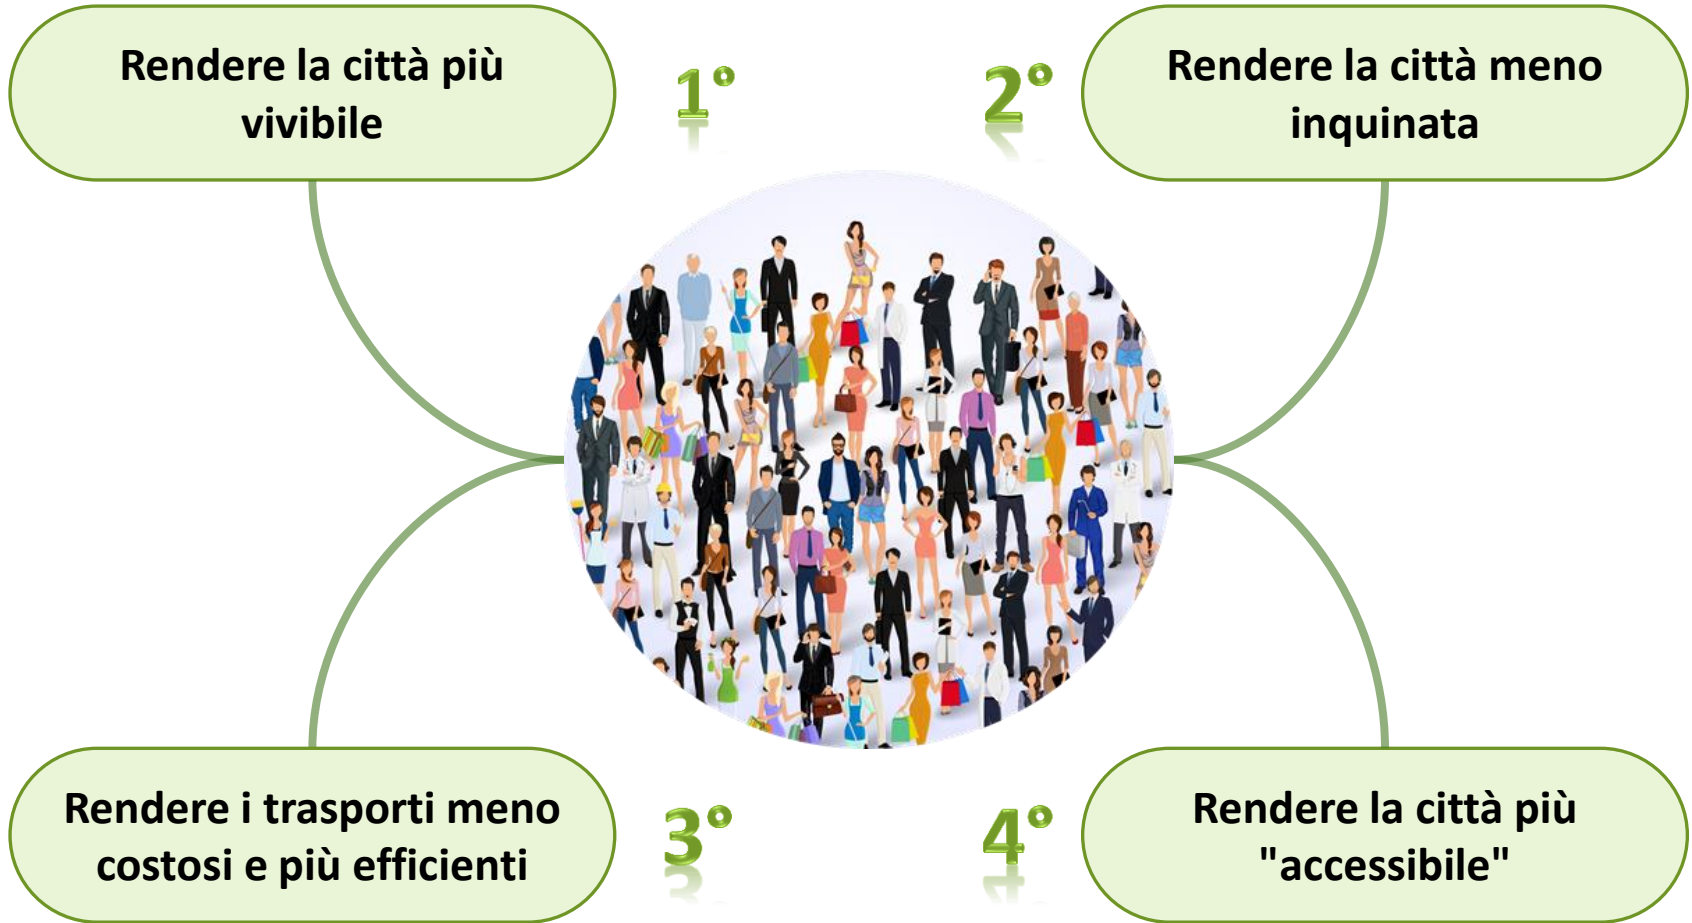 Rendere la città più
vivibile
1°
2°
Rendere la città meno
inquinata
Rendere i trasporti meno
costosi e più efficienti
3°
4°
Rendere la città più
"accessibile"